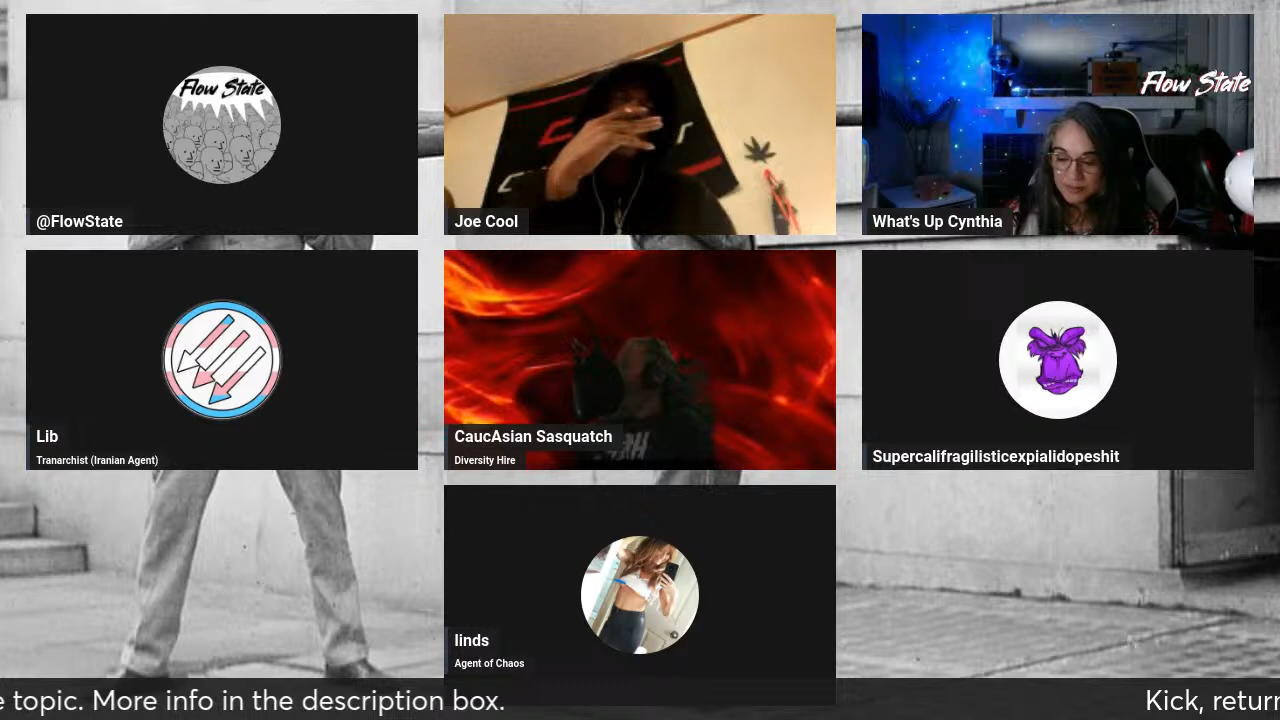 Flow State
@FlowState
Joe Cool
Flow State
What's Up Cynthia
Lib
Tranarchist (Iranian Agent)
CaucAsian Sasquatch
Diversity Hire
Supercalifragilisticexpialidopeshit
linds
Agent of Chaos
topic. More info in the description box.
Kick, return